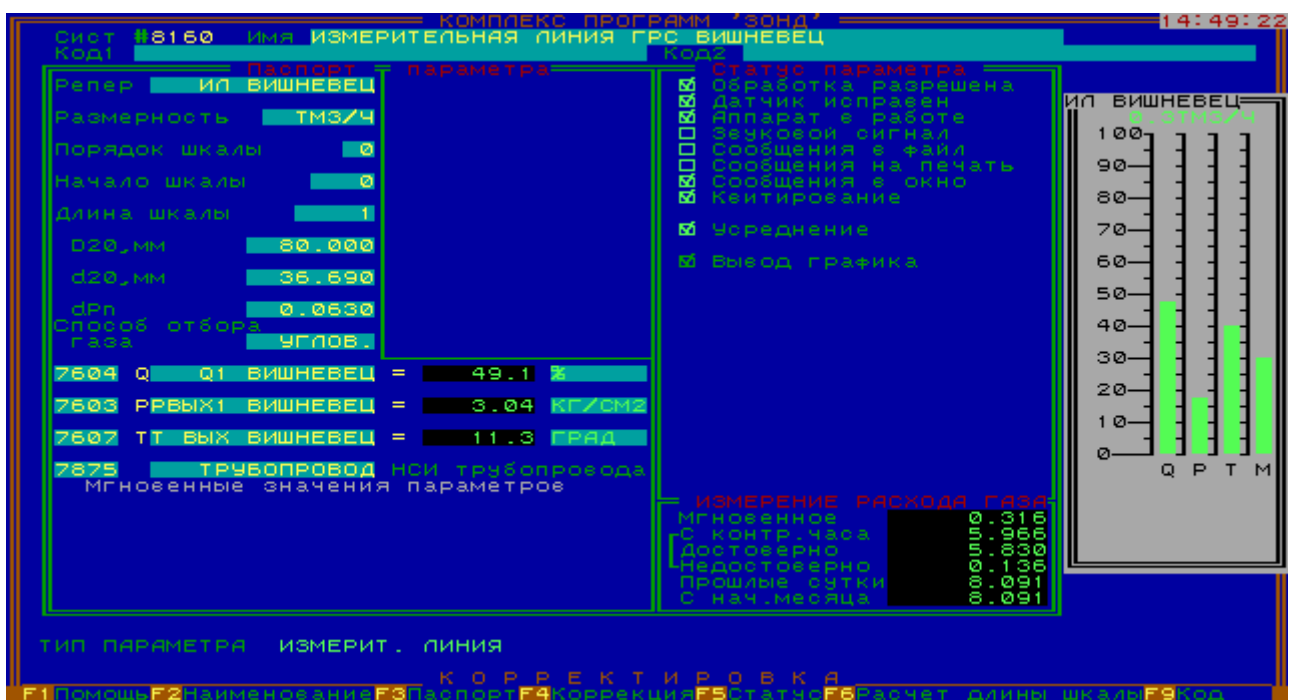 КОМПЛЕКС ПРОГРАММ 'ЗОНД' 14:49:22
Сист #8160 Имя ИЗМЕРИТЕЛЬНАЯ ЛИНИЯ ГРС ВИШНЕВЕЦ
Код1 Код2
Паспорт параметра
Репер ИЛ ВИШНЕВЕЦ
Размерность ТМ3/Ч
Порядок шкалы 0
Начало шкалы 0
Длина шкалы 1
D20,мм 80.000
d20,мм 36.690
dРп 0.0630
Способ отбора
газа УГЛОВ.
7604 Q Q1 ВИШНЕВЕЦ = 49.1 %
7603 P РВЫХ1 ВИШНЕВЕЦ = 3.04 КГ/СМ2
7607 Т Т ВЫХ ВИШНЕВЕЦ = 11.3 ГРАД
7875 ТРУБОПРОВОД НСИ трубопровода
Мгновенные значения параметров
Статус параметра
Обработка разрешена
Датчик исправен
Аппарат в работе
Звуковой сигнал
Сообщения в файл
Сообщения на печать
Сообщения в окно
Квитирование
Усреднение
Вывод графика
ИЗМЕРЕНИЕ РАСХОДА ГАЗА
Мгновенное 0.316
С контр.часа 5.966
Достоверно 5.830
Недостоверно 0.136
Прошлые сутки 8.091
С нач.месяца 8.091
ИЛ ВИШНЕВЕЦ
0.3ТМ3/Ч
100
90
80
70
60
50
40
30
20
10
0
Q P T M
ТИП ПАРАМЕТРА ИЗМЕРИТ. ЛИНИЯ
КОРРЕКТИРОВКА
F1Помощь F2Наименование F3Паспорт F4Коррекция F5Статус F6Расчет длины шкалы F9Код